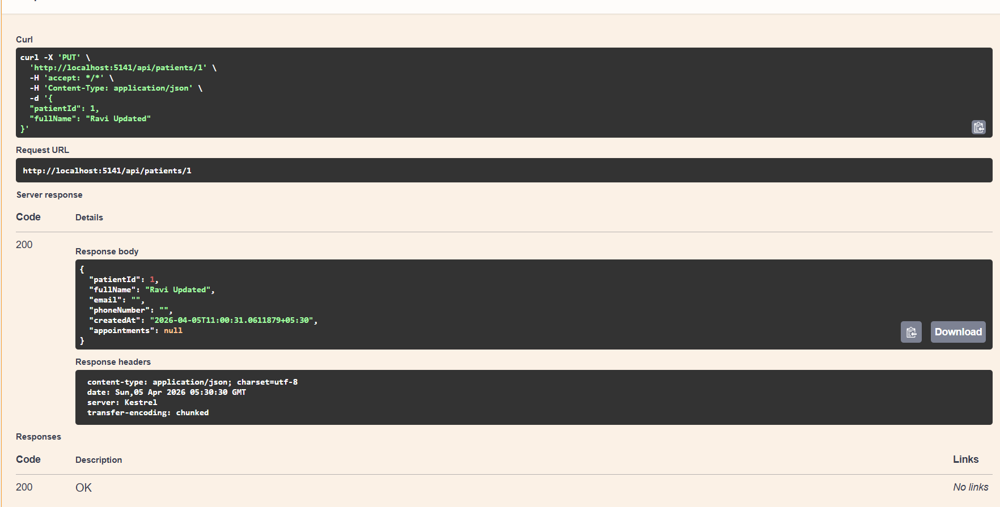 Curl
curl -X 'PUT' \
  'http://localhost:5141/api/patients/1' \
  -H 'accept: */*' \
  -H 'Content-Type: application/json' \
  -d '{
  "patientId": 1,
  "fullName": "Ravi Updated"
}'
Request URL
http://localhost:5141/api/patients/1
Server response
Code Details
200
Response body
{
  "patientId": 1,
  "fullName": "Ravi Updated",
  "email": "",
  "phoneNumber": "",
  "createdAt": "2026-04-05T11:00:31.0611879+05:30",
  "appointments": null
}
Download
Response headers
content-type: application/json; charset=utf-8
date: Sun,05 Apr 2026 05:30:30 GMT
server: Kestrel
transfer-encoding: chunked
Responses
Code Description Links
200 OK No links